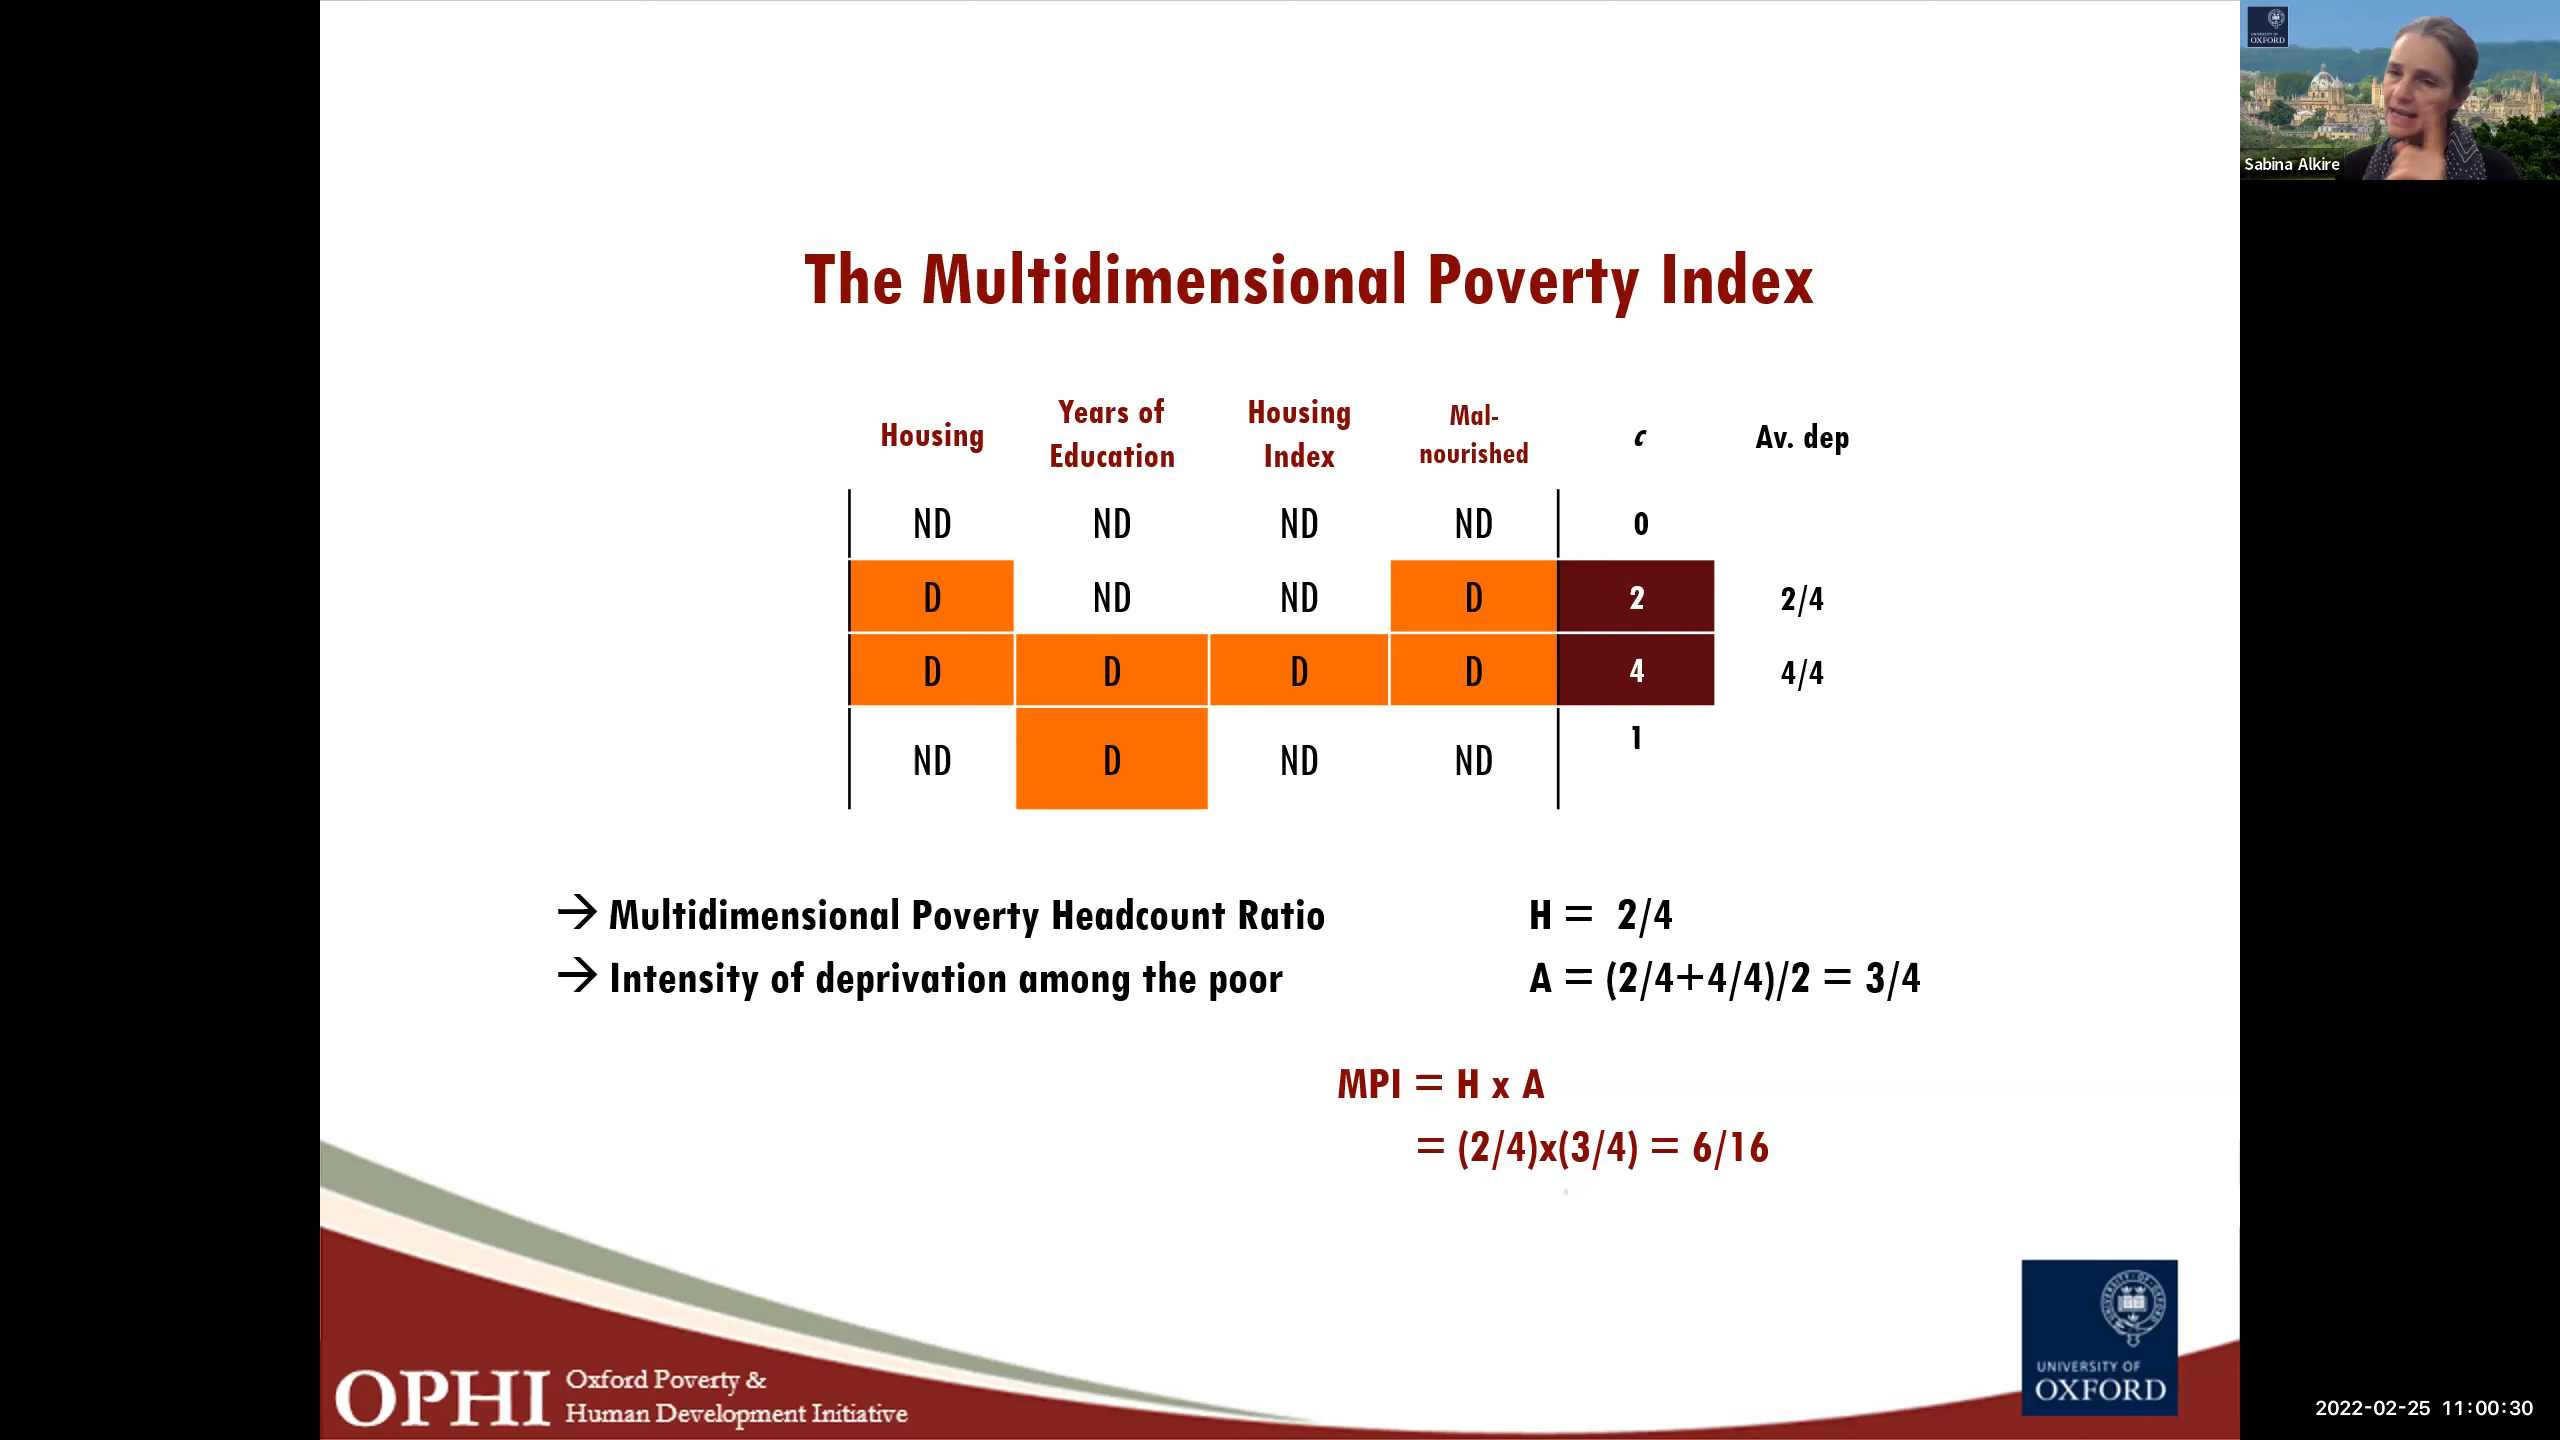 The Multidimensional Poverty Index
Housing
Years of
Education
Housing
Index
Mal-
nourished
c
Av. dep
ND ND ND ND 0
D ND ND D 2 2/4
D D D D 4 4/4
ND D ND ND 1
→ Multidimensional Poverty Headcount Ratio H = 2/4
→ Intensity of deprivation among the poor A = (2/4+4/4)/2 = 3/4
MPI = H x A
= (2/4)x(3/4) = 6/16
OPHI
Oxford Poverty &
Human Development Initiative
UNIVERSITY OF
OXFORD
UNIVERSITY OF
OXFORD
Sabina Alkire
2022-02-25 11:00:30